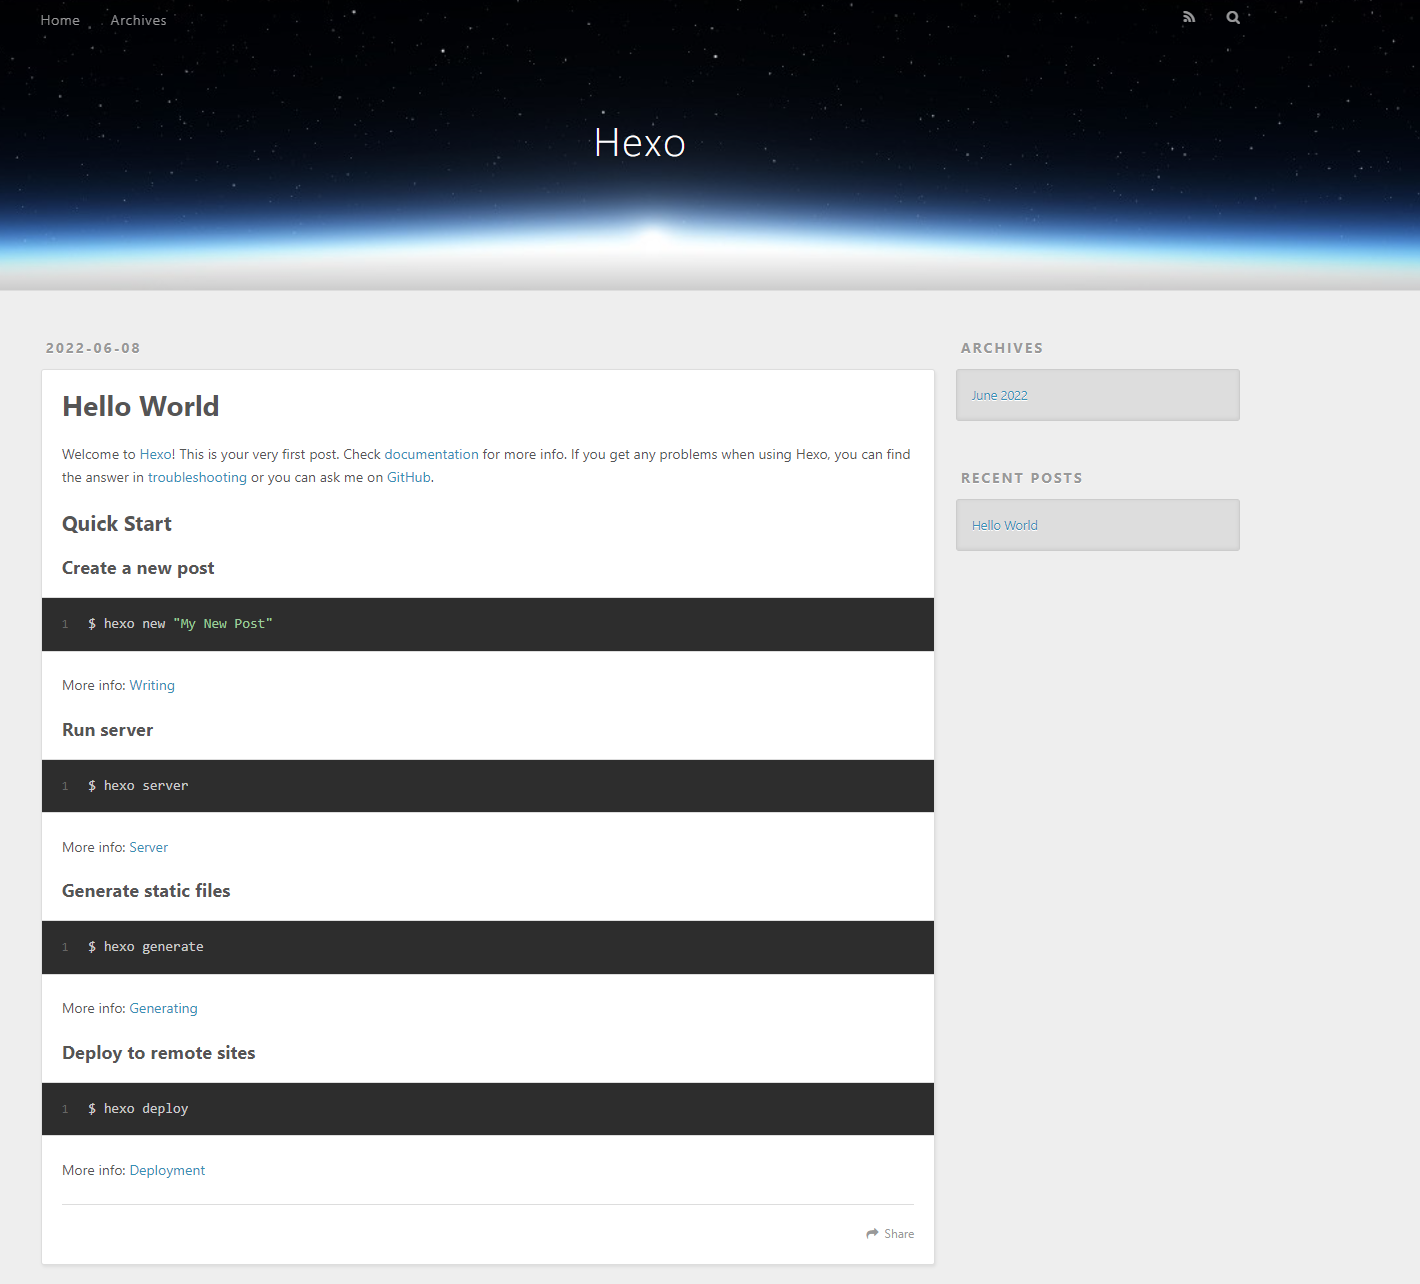 Home Archives
Hexo
2022-06-08
Hello World
Welcome to Hexo! This is your very first post. Check documentation for more info. If you get any problems when using Hexo, you can find
the answer in troubleshooting or you can ask me on GitHub.
Quick Start
Create a new post
1 $ hexo new "My New Post"
More info: Writing
Run server
1 $ hexo server
More info: Server
Generate static files
1 $ hexo generate
More info: Generating
Deploy to remote sites
1 $ hexo deploy
More info: Deployment
Share
ARCHIVES
June 2022
RECENT POSTS
Hello World